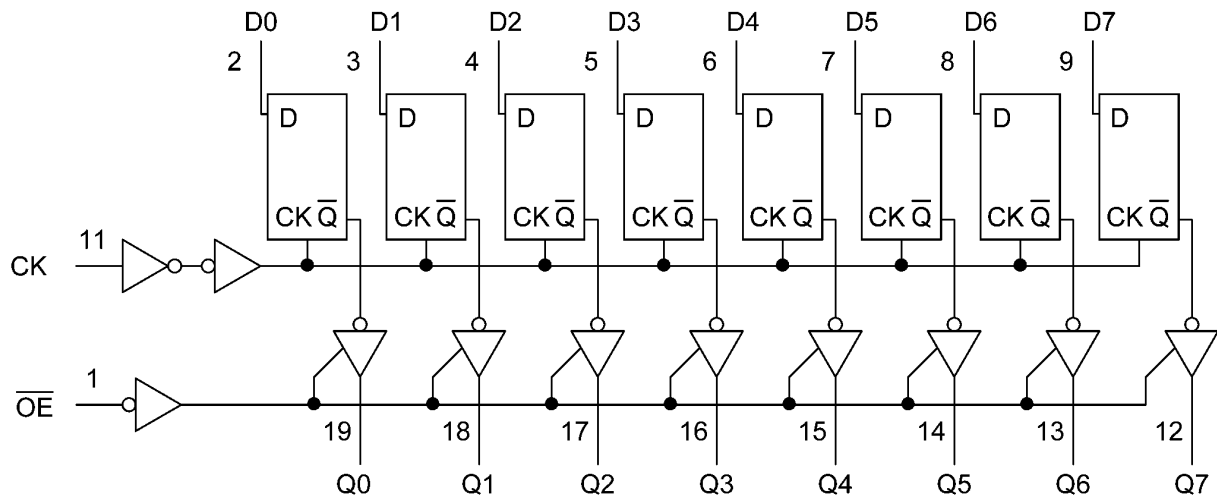 D0 D1 D2 D3 D4 D5 D6 D7
2 3 4 5 6 7 8 9
D D D D D D D D
CK Q̅ CK Q̅ CK Q̅ CK Q̅ CK Q̅ CK Q̅ CK Q̅ CK Q̅
11
CK
1
O̅E̅
19 18 17 16 15 14 13 12
Q0 Q1 Q2 Q3 Q4 Q5 Q6 Q7